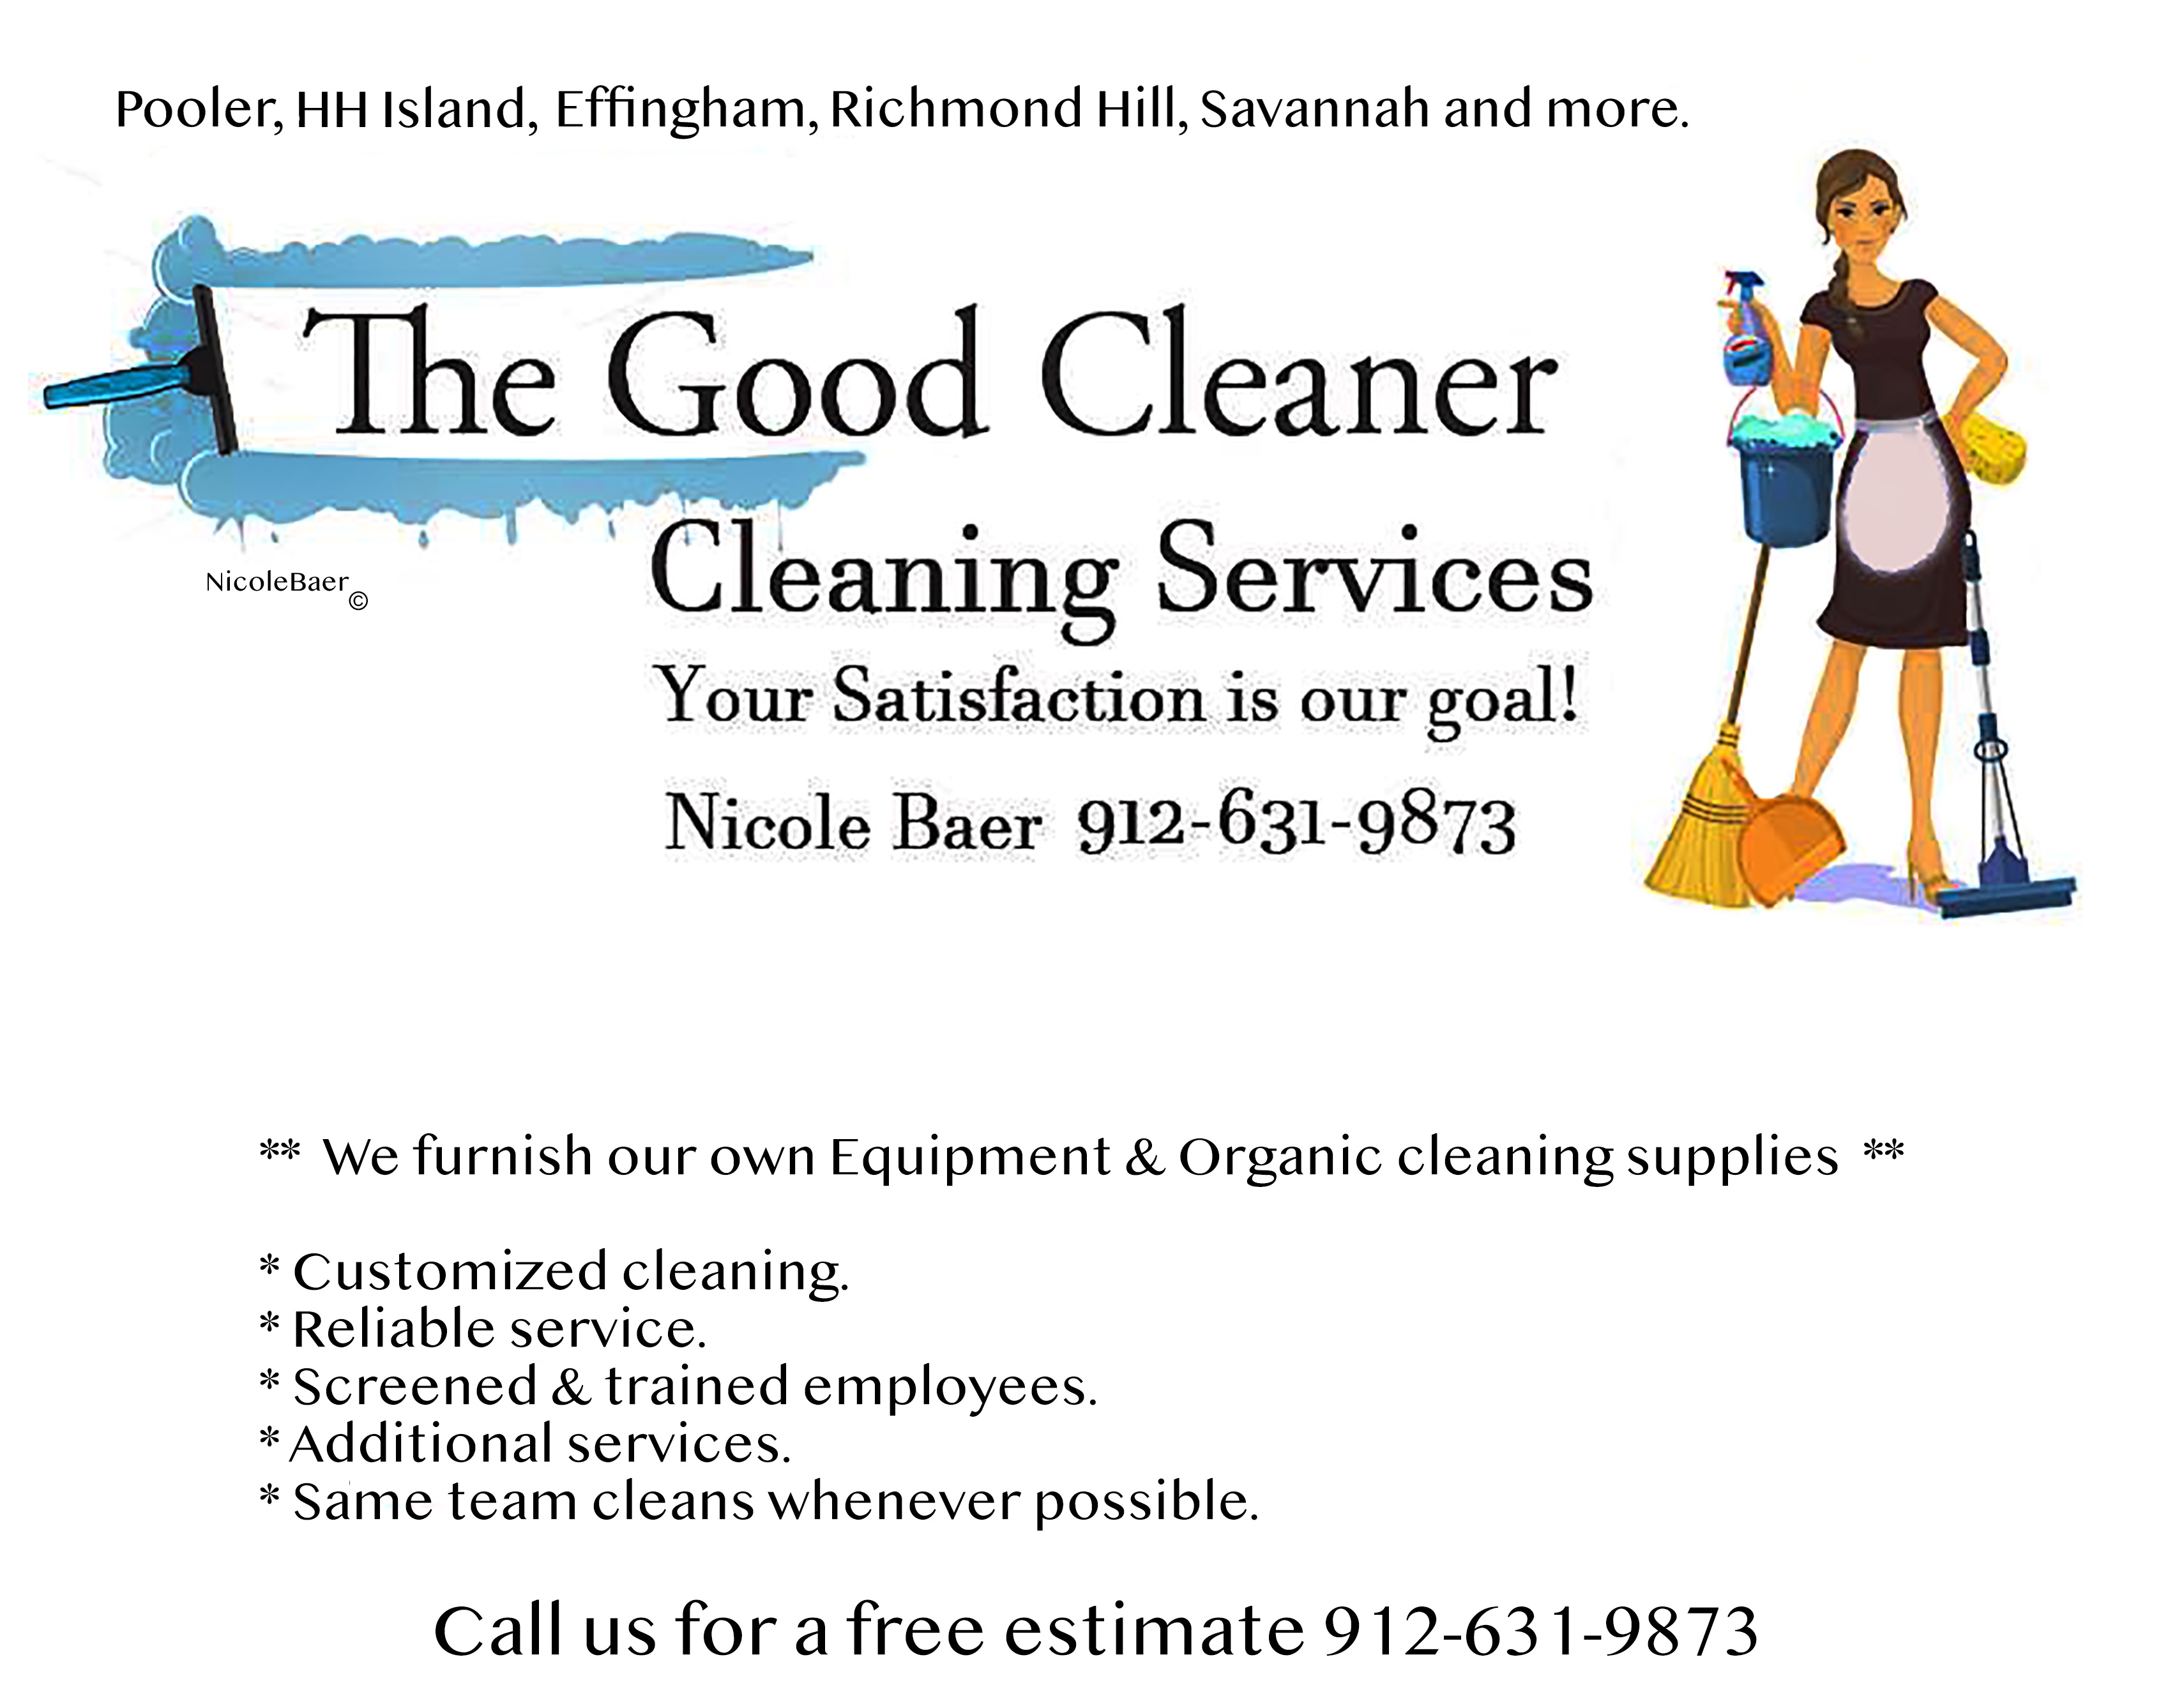 Pooler, HH Island, Effingham, Richmond Hill, Savannah and more.
The Good Cleaner
Cleaning Services
NicoleBaer©
Your Satisfaction is our goal!
Nicole Baer 912-631-9873
** We furnish our own Equipment & Organic cleaning supplies **
* Customized cleaning.
* Reliable service.
* Screened & trained employees.
* Additional services.
* Same team cleans whenever possible.
Call us for a free estimate 912-631-9873